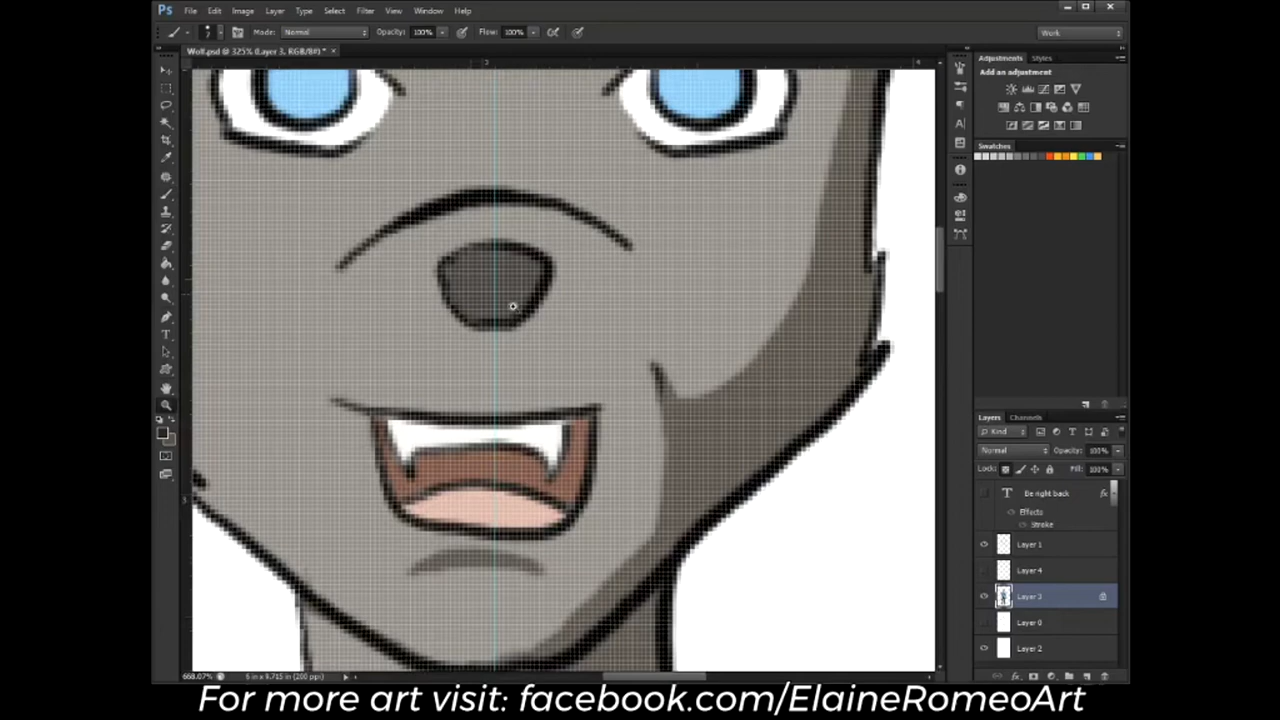 Ps File Edit Image Layer Type Select Filter View Window Help
7 Mode: Normal Opacity: 100% Flow: 100% Work
Wolf.psd @ 325% (Layer 3, RGB/8#) *
Adjustments Styles
Add an adjustment
Swatches
Layers Channels
Kind
Normal Opacity: 100%
Lock: Fill: 100%
T Be right back fx
Effects
Stroke
Layer 1
Layer 4
Layer 3
Layer 0
Layer 2
668.07% 6 in x 9.715 in (200 ppi)
For more art visit: facebook.com/ElaineRomeoArt